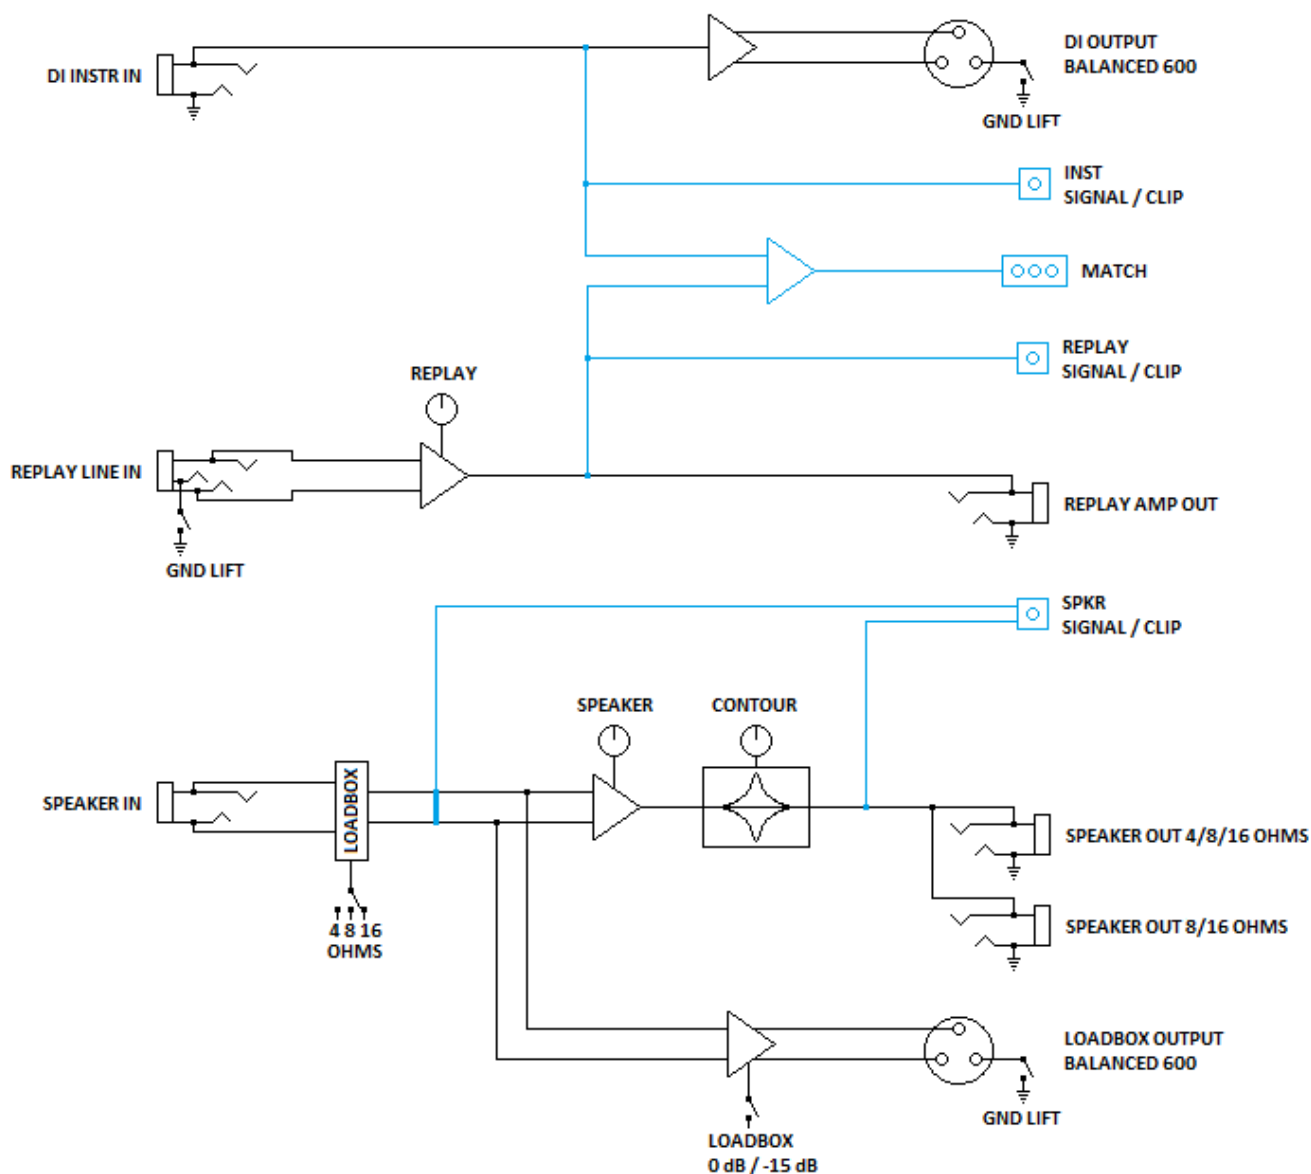 DI INSTR IN
DI OUTPUT
BALANCED 600
GND LIFT
INST
SIGNAL / CLIP
MATCH
REPLAY
SIGNAL / CLIP
REPLAY
REPLAY LINE IN
GND LIFT
REPLAY AMP OUT
SPKR
SIGNAL / CLIP
SPEAKER
CONTOUR
SPEAKER IN
LOADBOX
4 8 16
OHMS
SPEAKER OUT 4/8/16 OHMS
SPEAKER OUT 8/16 OHMS
LOADBOX OUTPUT
BALANCED 600
GND LIFT
LOADBOX
0 dB / -15 dB